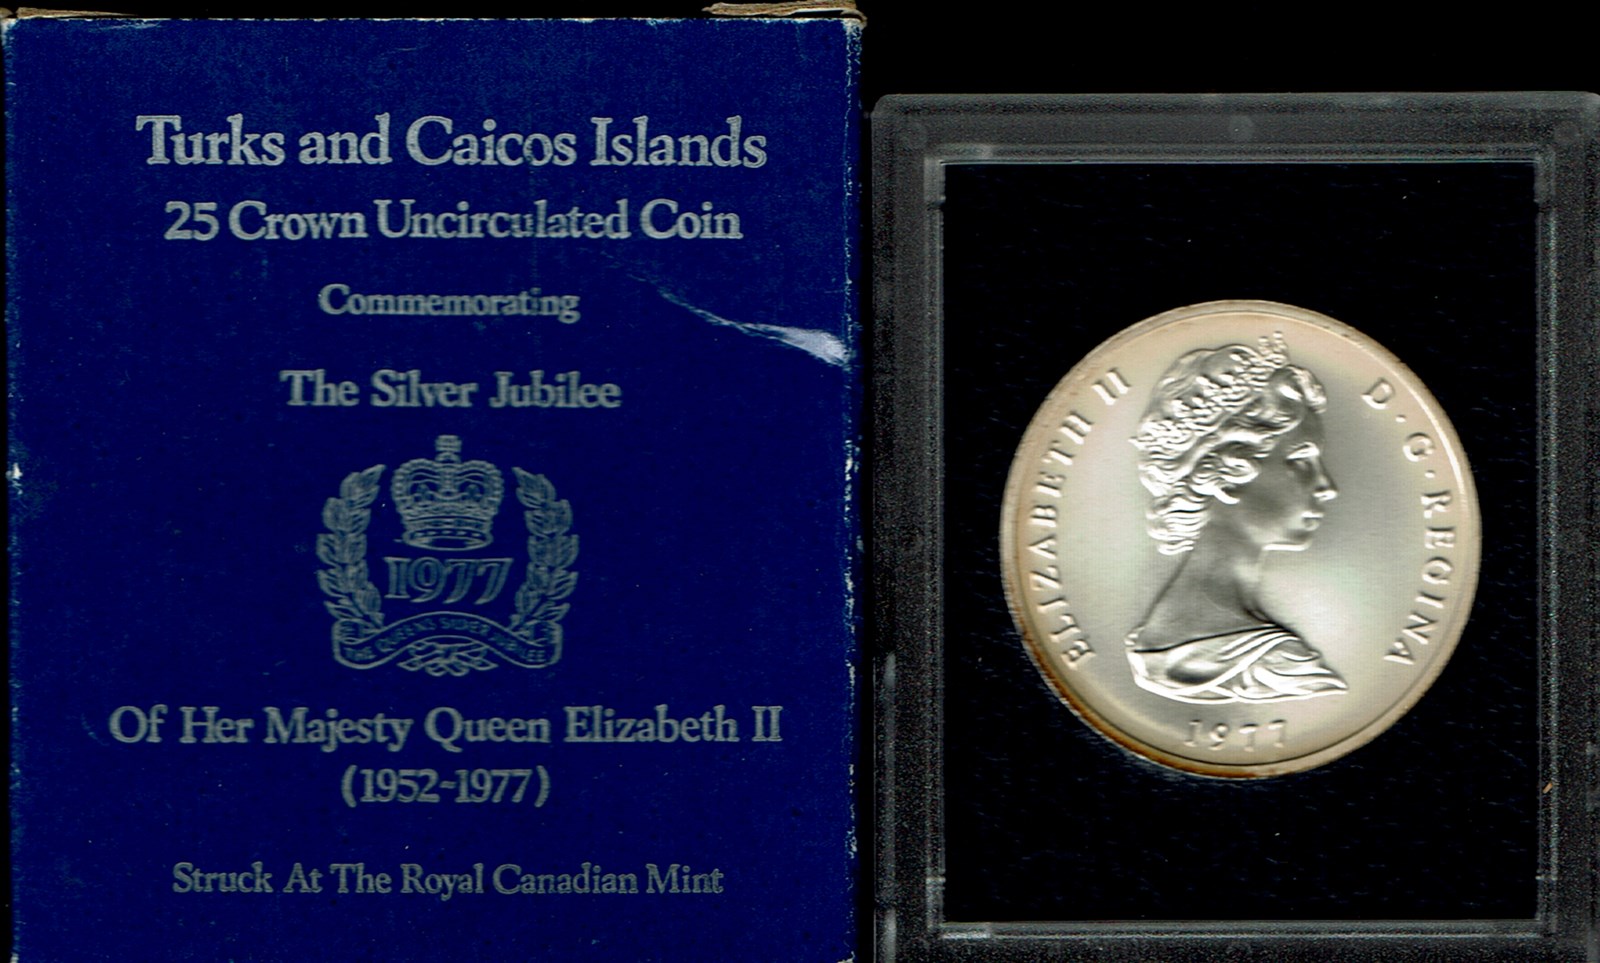 Turks and Caicos Islands
25 Crown Uncirculated Coin
Commemorating
The Silver Jubilee
1977
THE QUEEN'S SILVER JUBILEE
Of Her Majesty Queen Elizabeth II
(1952-1977)
Struck At The Royal Canadian Mint
ELIZABETH II D·G·REGINA
1977